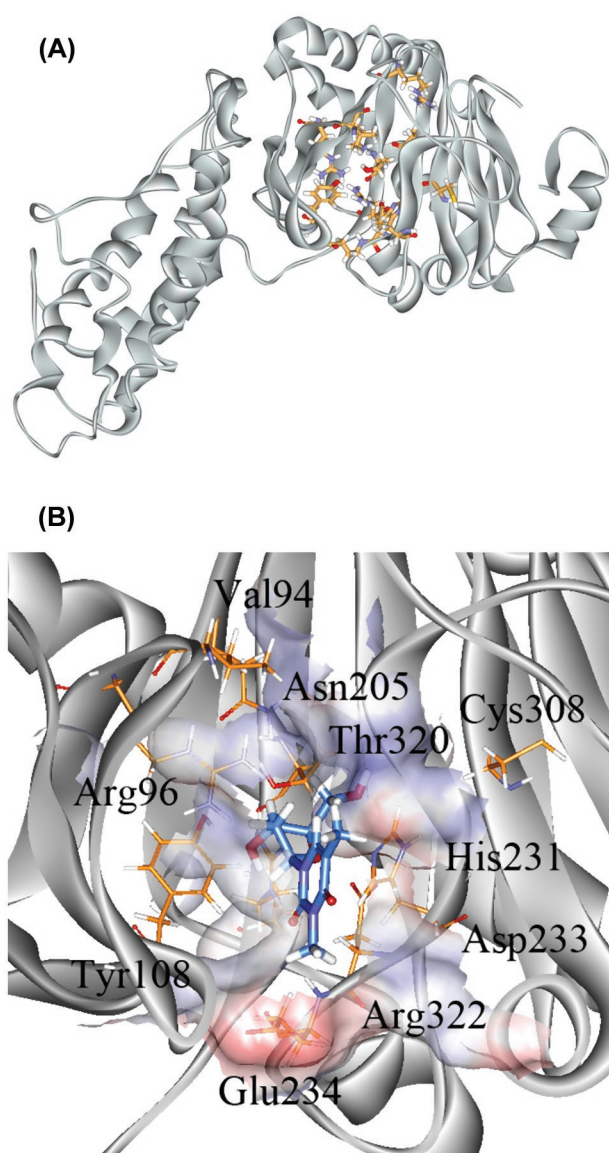 (A)
(B)
Val94
Asn205
Cys308
Thr320
Arg96
His231
Asp233
Tyr108
Arg322
Glu234